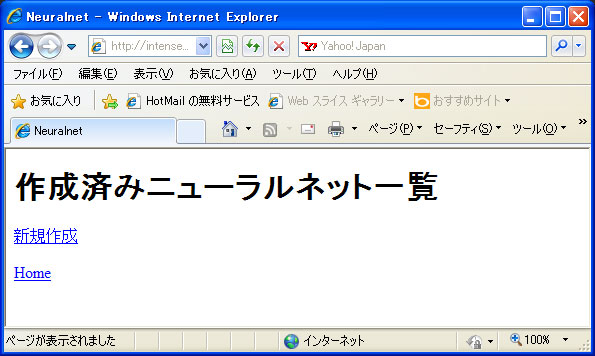 Neuralnet - Windows Internet Explorer
http://intense...
Yahoo! Japan
ファイル(F) 編集(E) 表示(V) お気に入り(A) ツール(T) ヘルプ(H)
お気に入り HotMail の無料サービス Web スライス ギャラリー おすすめサイト
Neuralnet ページ(P) セーフティ(S) ツール(O) »
作成済みニューラルネット一覧
新規作成
Home
ページが表示されました インターネット 100%